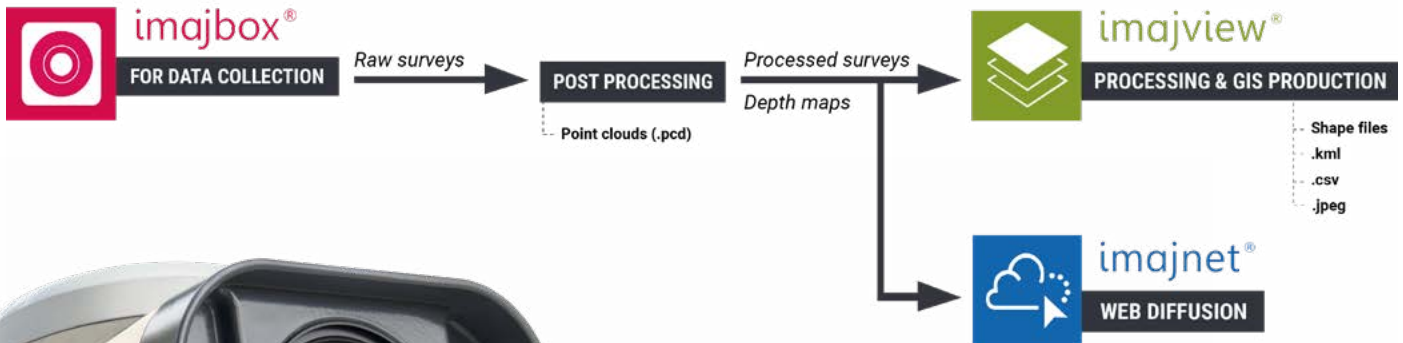 imajbox®
FOR DATA COLLECTION
Raw surveys
POST PROCESSING
Point clouds (.pcd)
Processed surveys
Depth maps
imajview®
PROCESSING & GIS PRODUCTION
Shape files
.kml
.csv
.jpeg
imajnet®
WEB DIFFUSION